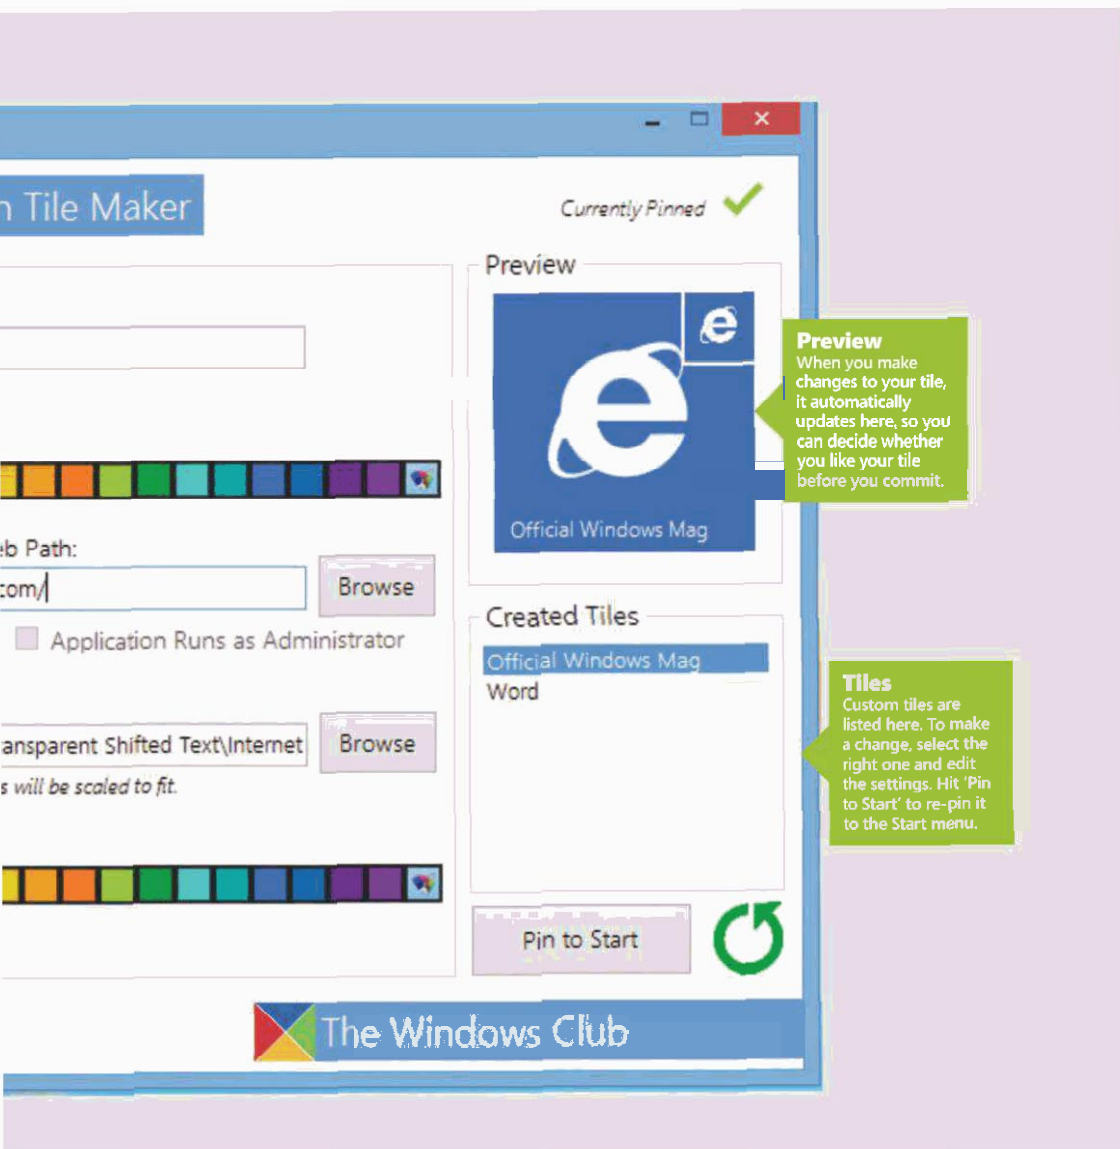 n Tile Maker
Currently Pinned
Preview
Official Windows Mag
Preview
When you make
changes to your tile,
it automatically
updates here, so you
can decide whether
you like your tile
before you commit.
eb Path:
.com/
Browse
Application Runs as Administrator
Created Tiles
Official Windows Mag
Word
Tiles
Custom tiles are
listed here. To make
a change, select the
right one and edit
the settings. Hit 'Pin
to Start' to re-pin it
to the Start menu.
ansparent Shifted Text\Internet
Browse
s will be scaled to fit.
Pin to Start
The Windows Club